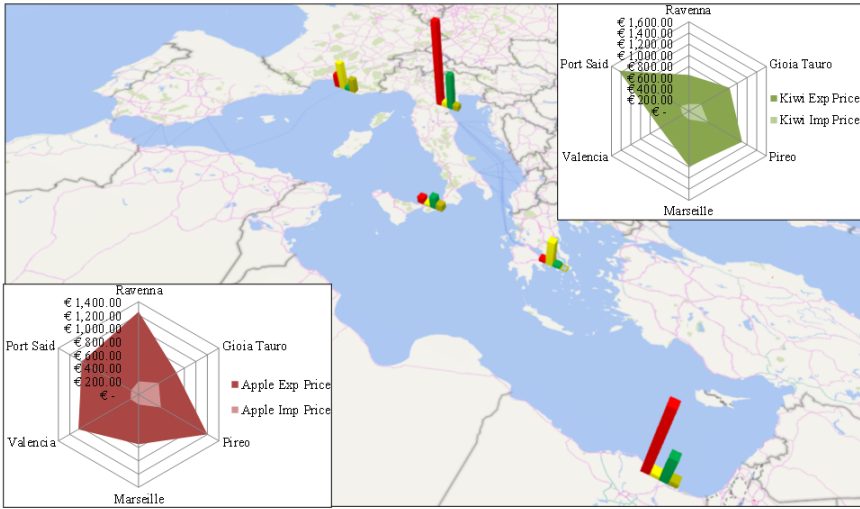 Ravenna
€ 1,600.00
€ 1,400.00
€ 1,200.00
€ 1,000.00
€ 800.00
€ 600.00
€ 400.00
€ 200.00
€ -
Port Said
Gioia Tauro
Kiwi Exp Price
Kiwi Imp Price
Valencia
Pireo
Marseille
Ravenna
€ 1,400.00
€ 1,200.00
€ 1,000.00
€ 800.00
€ 600.00
€ 400.00
€ 200.00
€ -
Port Said
Gioia Tauro
Apple Exp Price
Apple Imp Price
Valencia
Pireo
Marseille